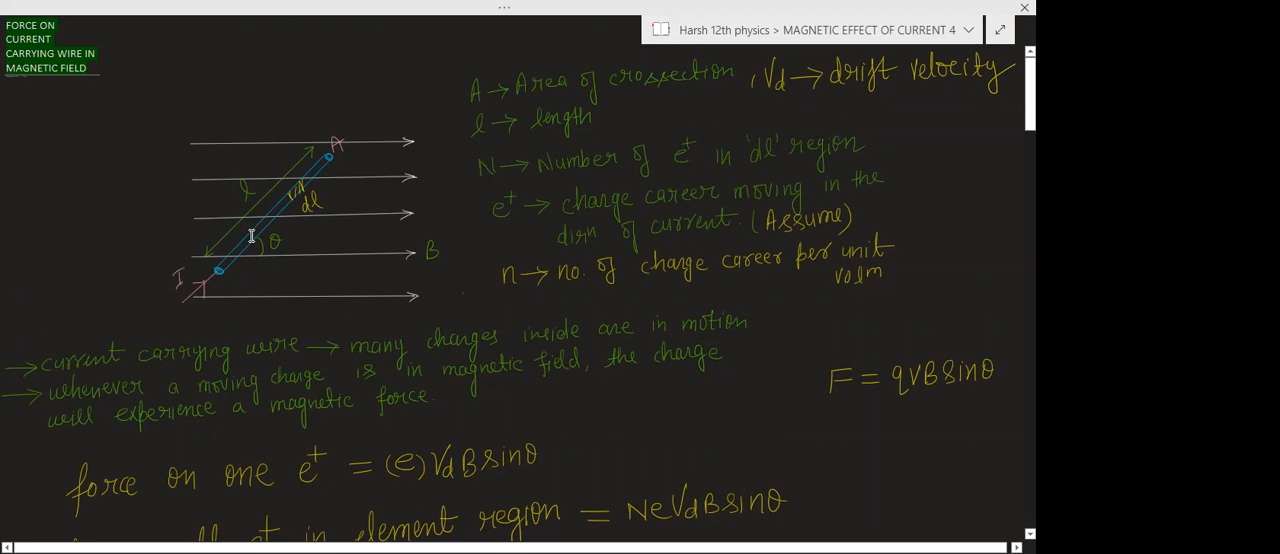 FORCE ON
CURRENT
CARRYING WIRE IN
MAGNETIC FIELD
Harsh 12th physics > MAGNETIC EFFECT OF CURRENT 4
A → Area of crossection , Vd → drift velocity
l → length
N → Number of e⁺ in 'dl' region
e⁺ → charge career moving in the
dirn of current. (Assume)
n → no. of charge career per unit
volm
A
l
dl
θ
B
I
→ current carrying wire → many charges inside are in motion
→ whenever a moving charge is in magnetic field, the charge
will experience a magnetic force.
F = qVBsinθ
force on one e⁺ = (e)VdBsinθ
e⁺ in element region = NeVdBsinθ